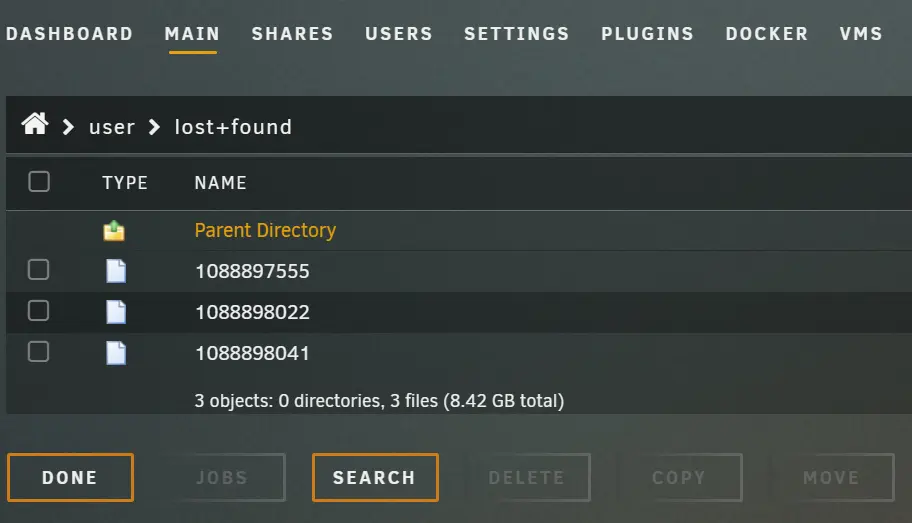 DASHBOARD MAIN SHARES USERS SETTINGS PLUGINS DOCKER VMS
user lost+found
TYPE NAME
Parent Directory
1088897555
1088898022
1088898041
3 objects: 0 directories, 3 files (8.42 GB total)
DONE JOBS SEARCH DELETE COPY MOVE